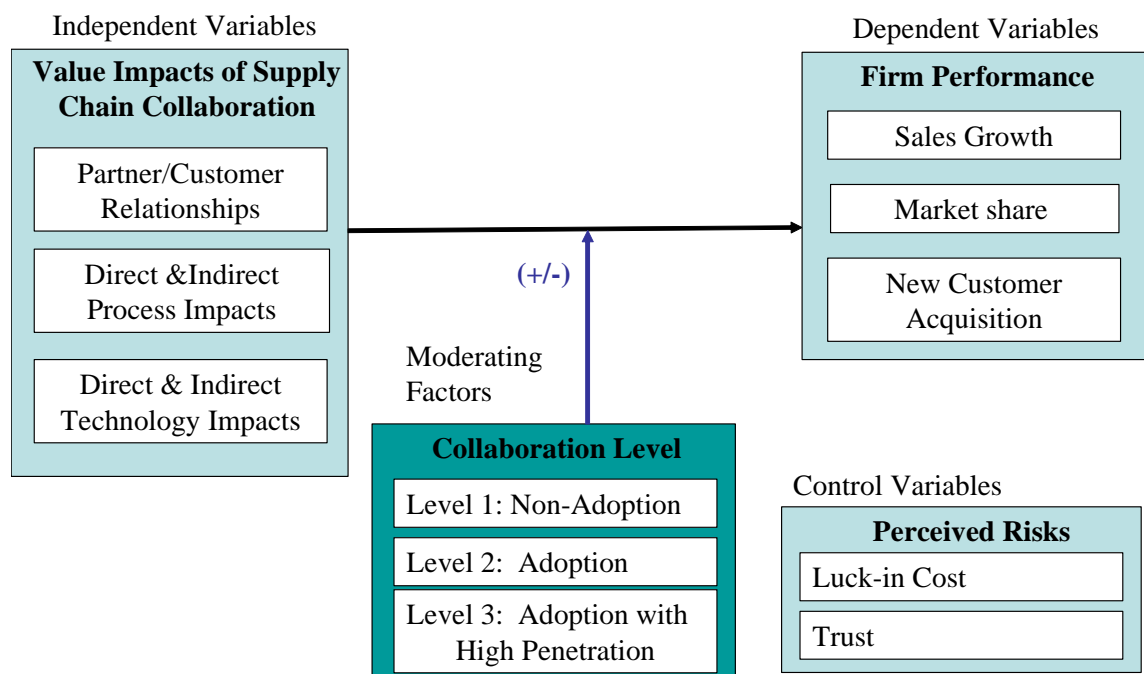 Independent Variables
Value Impacts of Supply
Chain Collaboration
Partner/Customer
Relationships
Direct &Indirect
Process Impacts
Direct & Indirect
Technology Impacts
(+/-)
Moderating
Factors
Collaboration Level
Level 1: Non-Adoption
Level 2:  Adoption
Level 3:  Adoption with
High Penetration
Dependent Variables
Firm Performance
Sales Growth
Market share
New Customer
Acquisition
Control Variables
Perceived Risks
Luck-in Cost
Trust